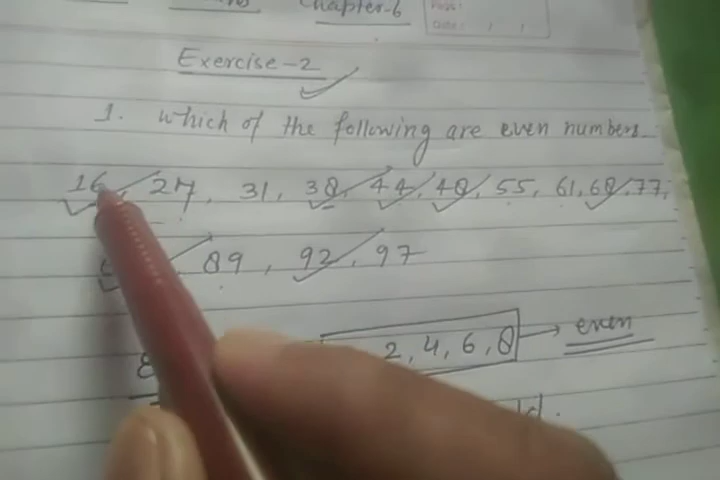 Chapter-6
Exercise-2
1. which of the following are even numbers
16, 27, 31, 38, 44, 48, 55, 61, 68, 77,
89, 92, 97
2, 4, 6, 8 → even